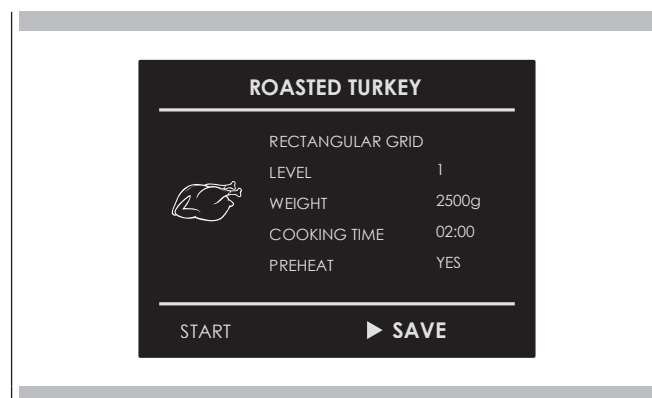 ROASTED TURKEY
RECTANGULAR GRID
LEVEL 1
WEIGHT 2500g
COOKING TIME 02:00
PREHEAT YES
START ▶ SAVE